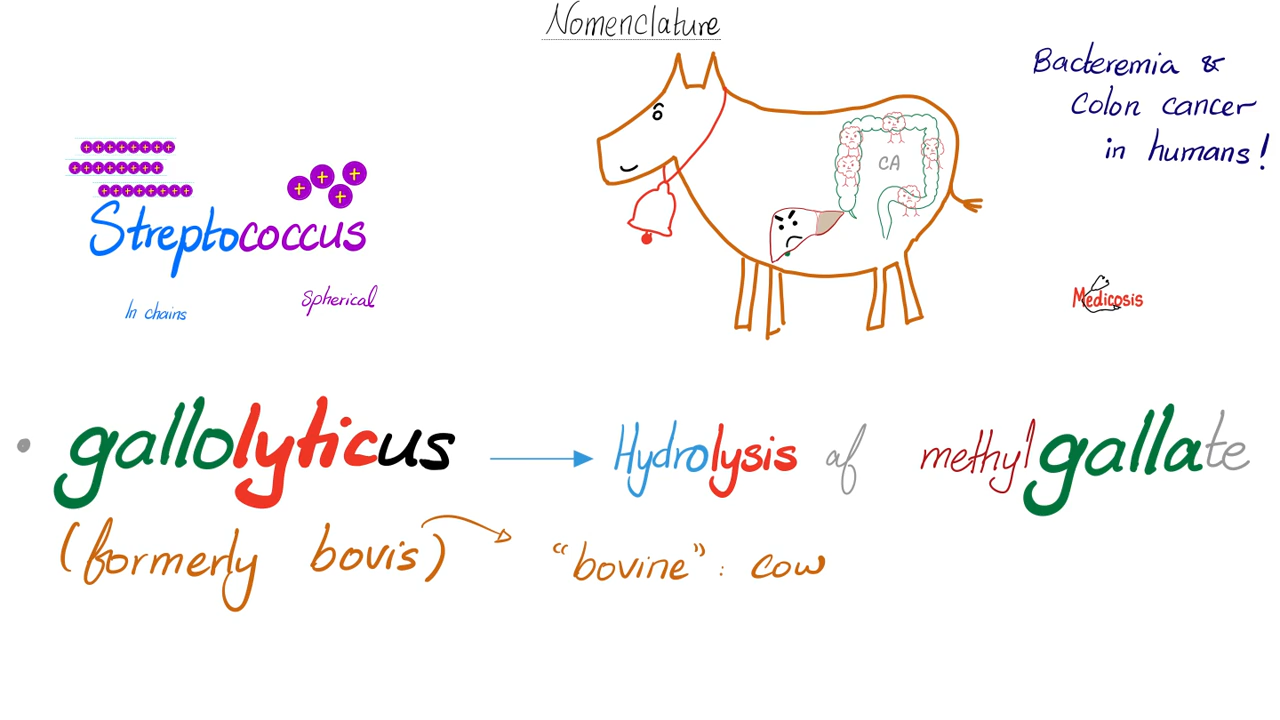 Nomenclature
Bacteremia &
Colon cancer
in humans!
CA
Streptococcus
In chains
Spherical
Medicosis
• gallolyticus → Hydrolysis of methylgallate
(formerly bovis) → "bovine": cow